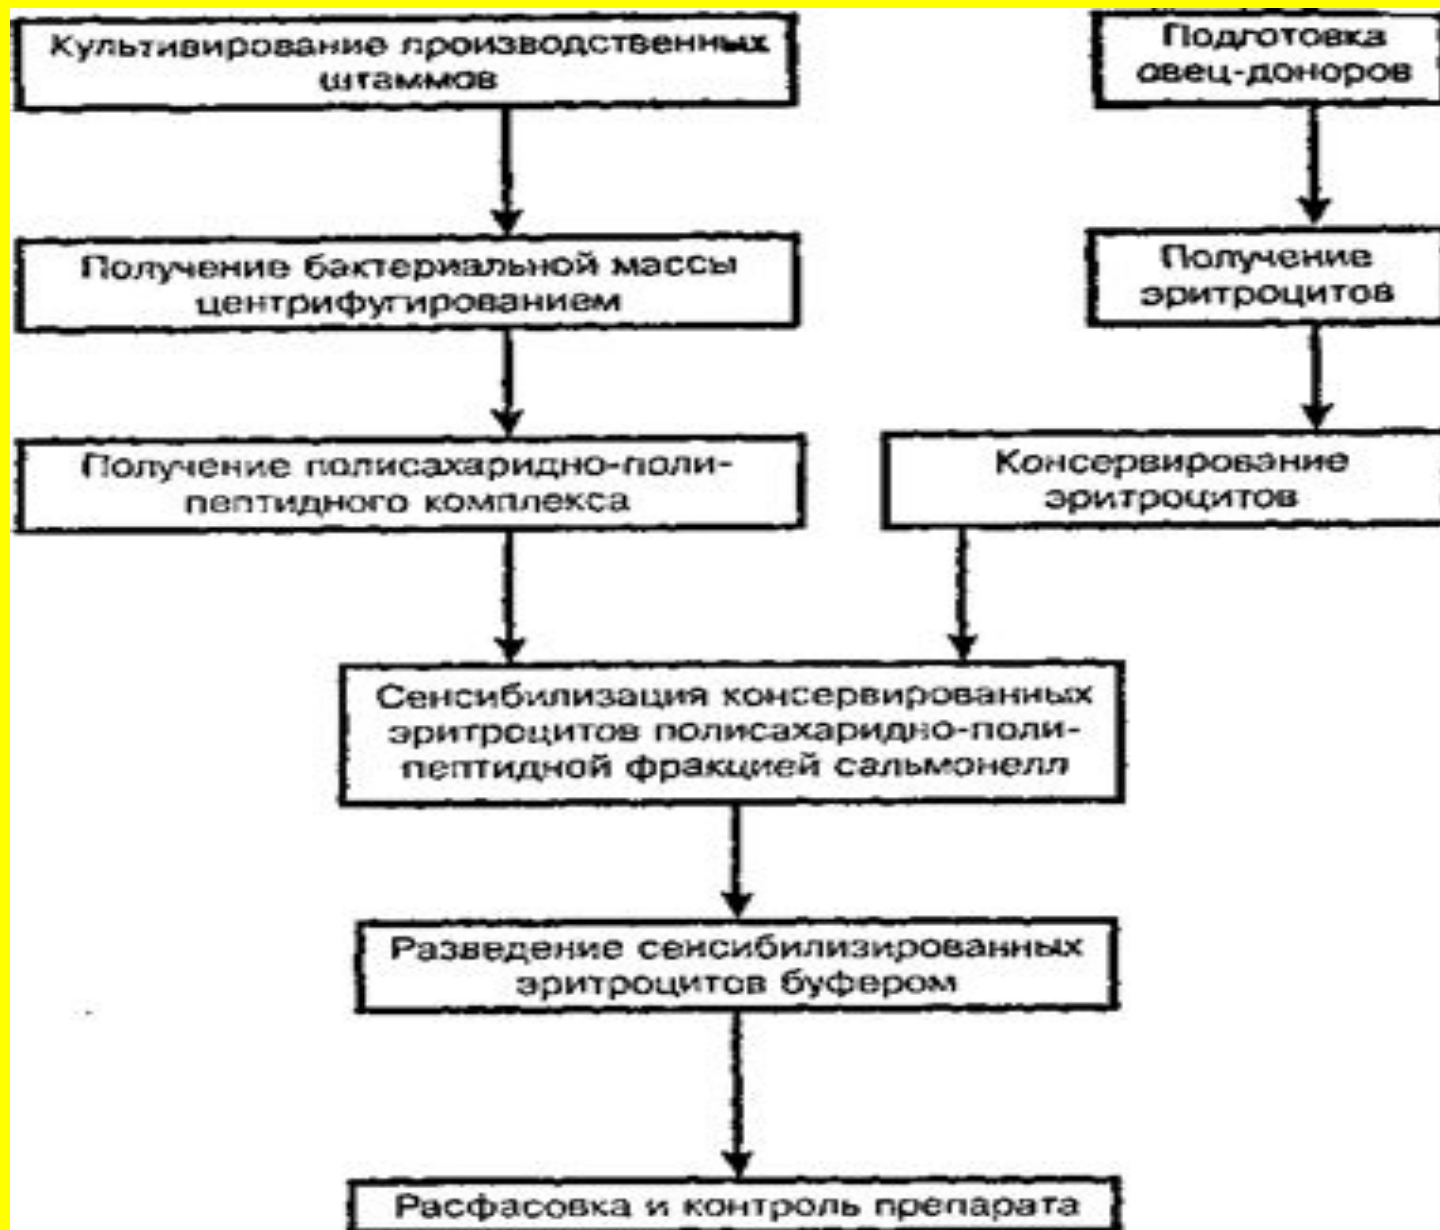 Культивирование производственных
штаммов
Подготовка
овец-доноров
Получение бактериальной массы
центрифугированием
Получение
эритроцитов
Получение полисахаридно-поли-
пептидного комплекса
Консервирование
эритроцитов
Сенсибилизация консервированных
эритроцитов полисахаридно-поли-
пептидной фракцией сальмонелл
Разведение сенсибилизированных
эритроцитов буфером
Расфасовка и контроль препарата